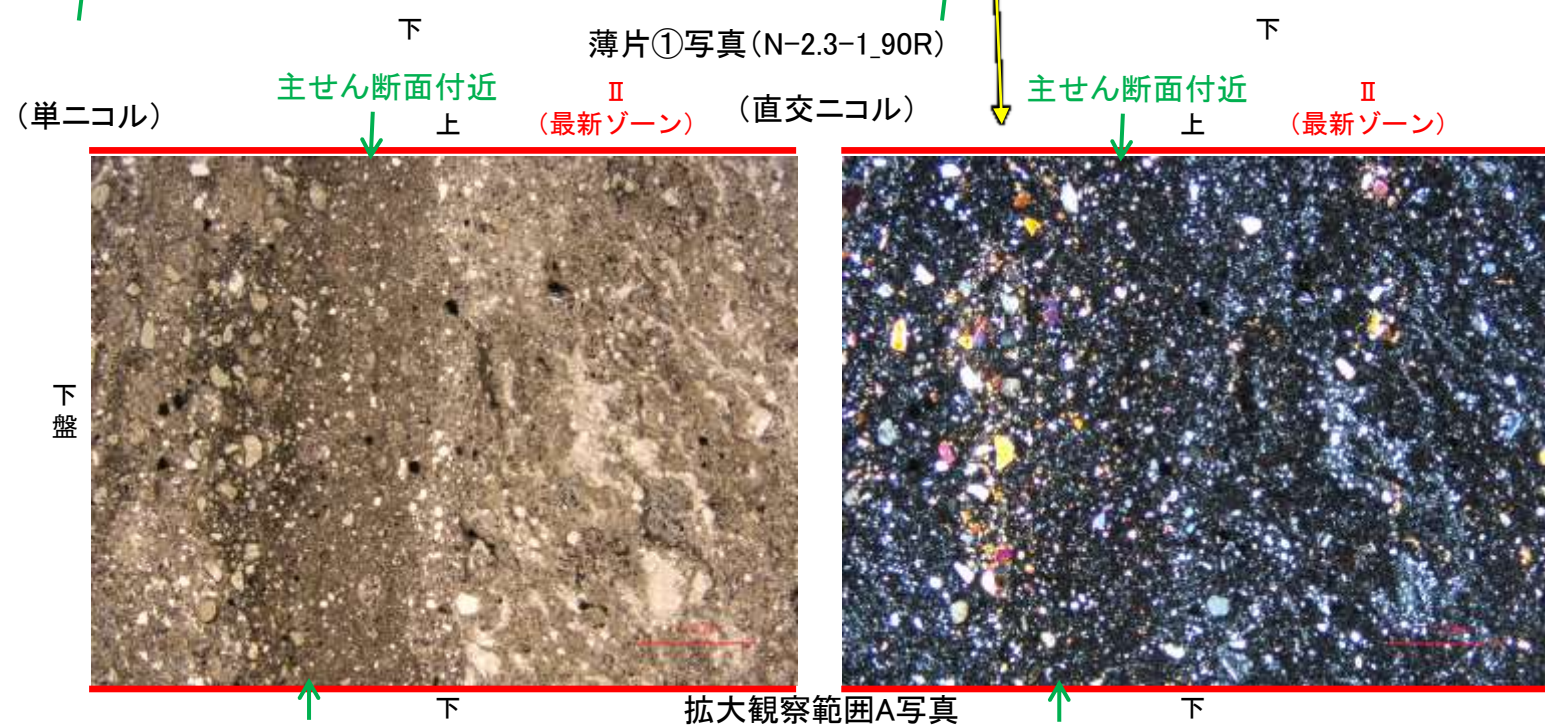 下
下
薄片①写真(N-2.3-1_90R)
(単ニコル)
主せん断面付近
上
Ⅱ
(最新ゾーン)
(直交ニコル)
主せん断面付近
上
Ⅱ
(最新ゾーン)
下盤
下
拡大観察範囲A写真
下